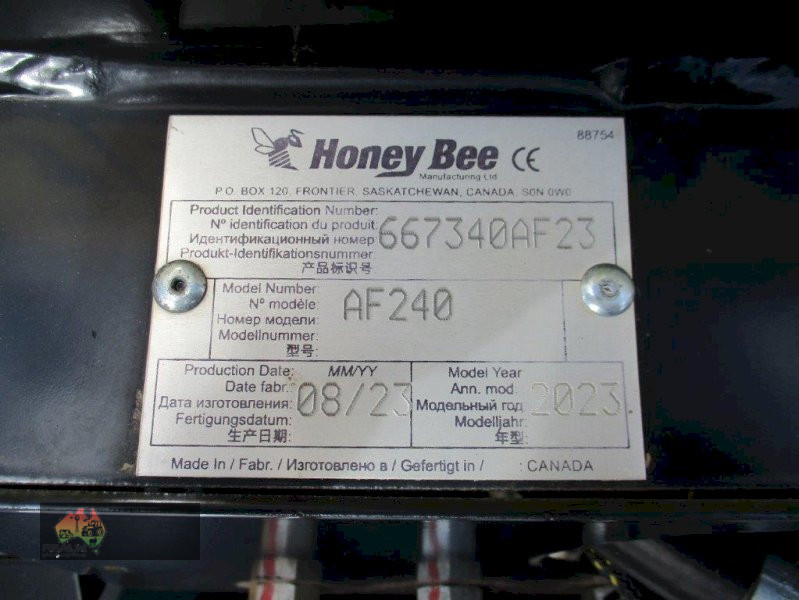 88754
Honey Bee CE
Manufacturing Ltd
P.O. BOX 120, FRONTIER, SASKATCHEWAN, CANADA, S0N 0W0
Product Identification Number:
Nº identification du produit:
Идентификационный номер
Produkt-Identifikationsnummer:
产品标识号
667340AF23
Model Number:
Nº modèle:
Номер модели:
Modellnummer:
型号:
AF240
Production Date: MM/YY
Date fabr.:
Дата изготовления:
Fertigungsdatum:
生产日期:
08/23
Model Year
Ann. mod.
Модельный год
Modelljahr:
年型:
2023
Made In / Fabr. / Изготовлено в / Gefertigt in / : CANADA